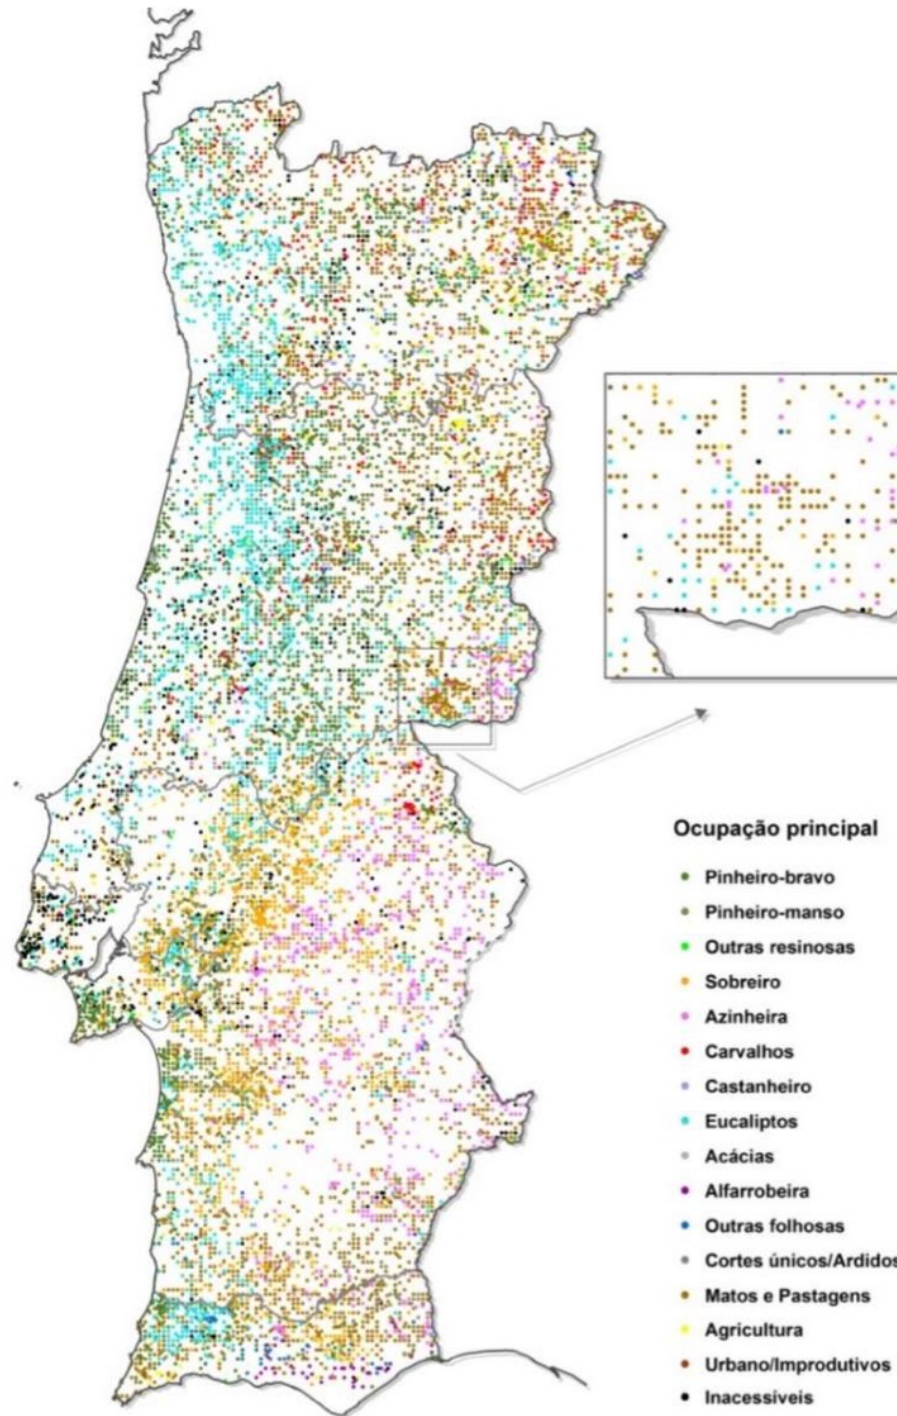 Ocupação principal
Pinheiro-bravo
Pinheiro-manso
Outras resinosas
Sobreiro
Azinheira
Carvalhos
Castanheiro
Eucaliptos
Acácias
Alfarrobeira
Outras folhosas
Cortes únicos/Ardidos
Matos e Pastagens
Agricultura
Urbano/Improdutivos
Inacessíveis